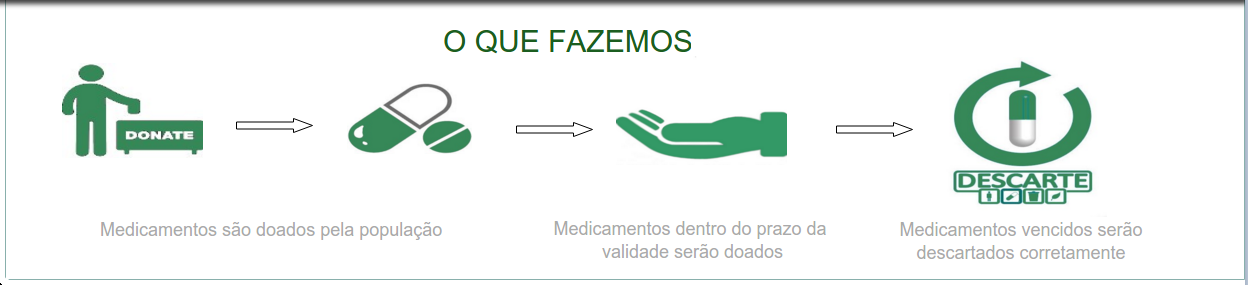 O QUE FAZEMOS
DONATE
DESCARTE
Medicamentos são doados pela população
Medicamentos dentro do prazo da
validade serão doados
Medicamentos vencidos serão
descartados corretamente